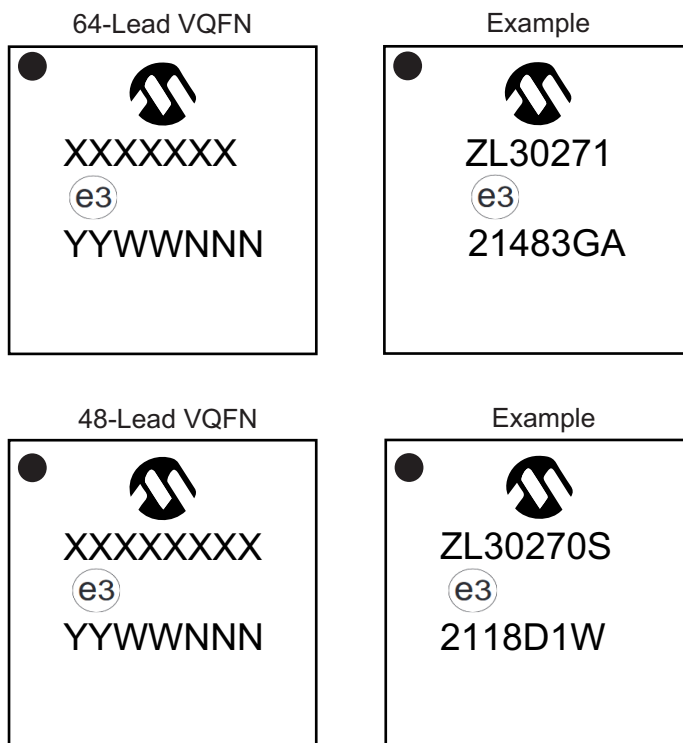 64-Lead VQFN
Example
XXXXXXX
e3
YYWWNNN
ZL30271
e3
21483GA
48-Lead VQFN
Example
XXXXXXXX
e3
YYWWNNN
ZL30270S
e3
2118D1W